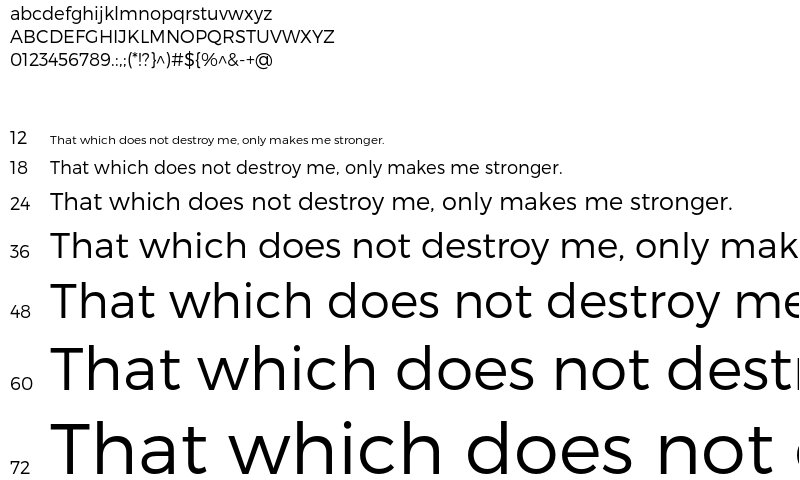 abcdefghijklmnopqrstuvwxyz
ABCDEFGHIJKLMNOPQRSTUVWXYZ
0123456789.:,;(*!?}^)#${%^&-+@
12 That which does not destroy me, only makes me stronger.
18 That which does not destroy me, only makes me stronger.
24 That which does not destroy me, only makes me stronger.
36 That which does not destroy me, only mak
48 That which does not destroy me
60 That which does not destr
72 That which does not